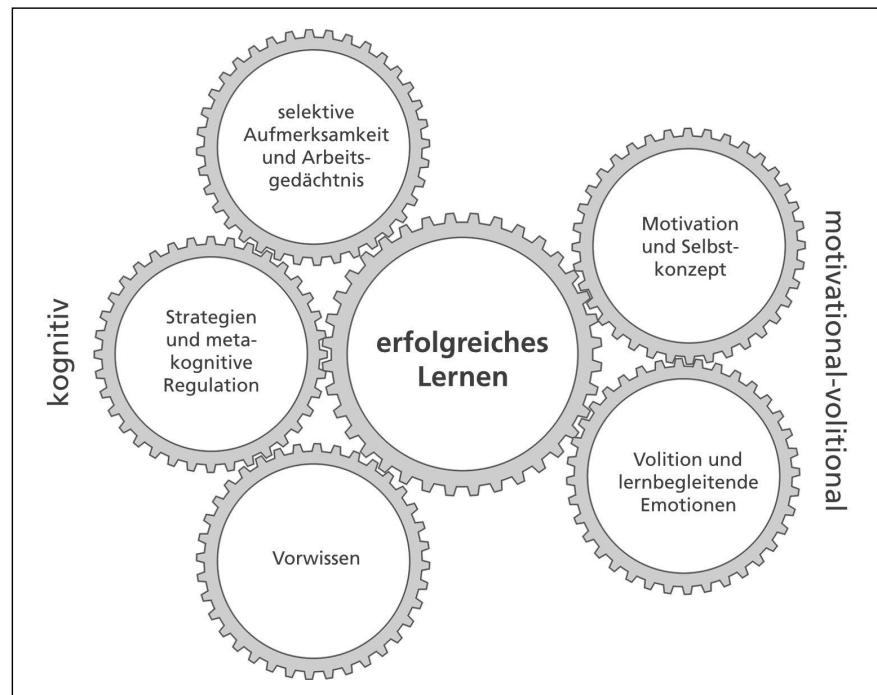 kognitiv
selektive
Aufmerksamkeit
und Arbeits-
gedächtnis
Strategien
und meta-
kognitive
Regulation
Vorwissen
erfolgreiches
Lernen
Motivation
und Selbst-
konzept
Volition und
lernbegleitende
Emotionen
motivational-volitional